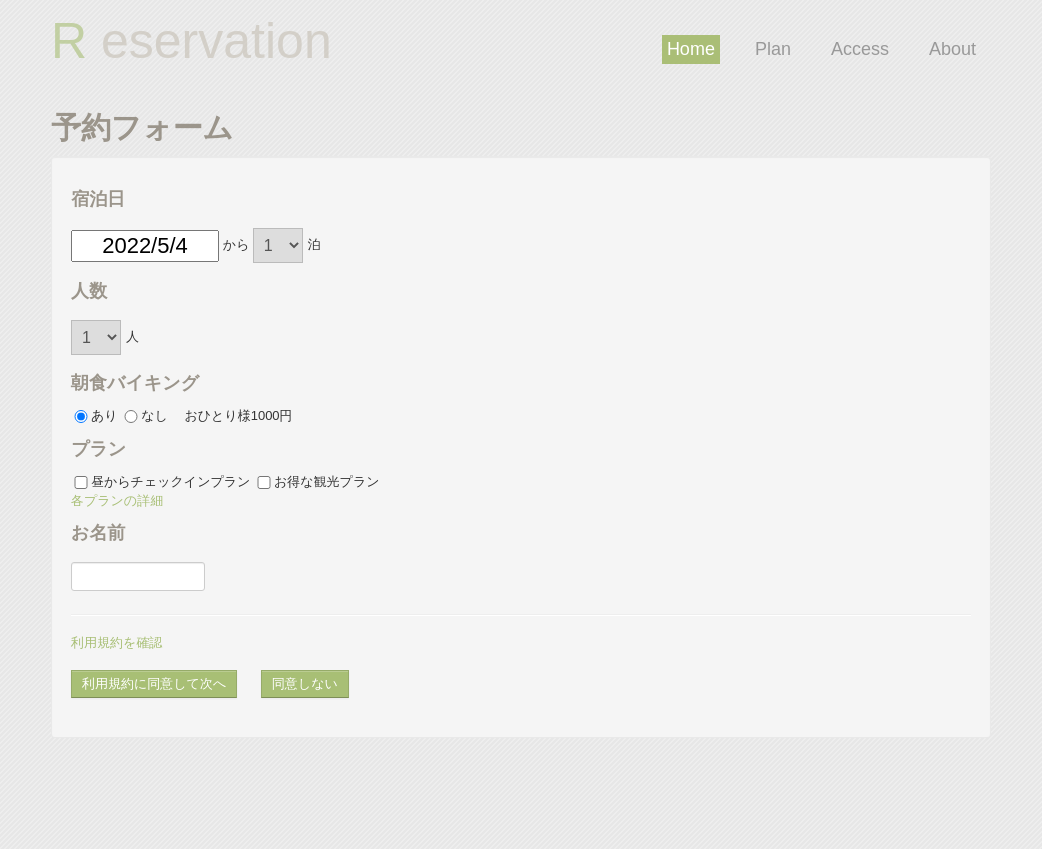 R eservation
Home Plan Access About
予約フォーム
宿泊日
2022/5/4 から 1 泊
人数
1 人
朝食バイキング
あり なし おひとり様1000円
プラン
昼からチェックインプラン お得な観光プラン
各プランの詳細
お名前
利用規約を確認
利用規約に同意して次へ 同意しない